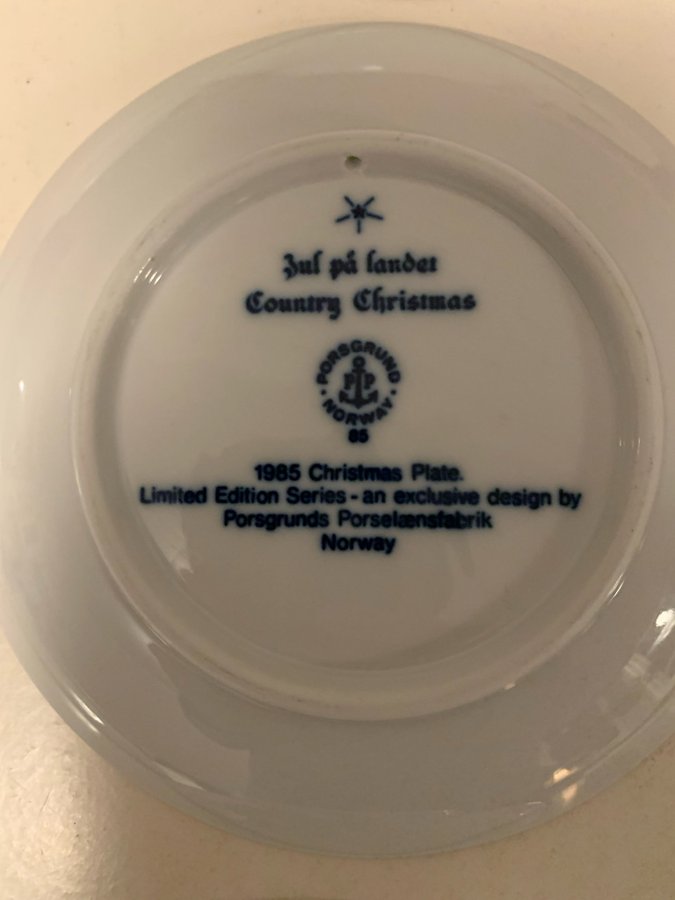 Jul på landet
Country Christmas
PORSGRUND
PP
NORWAY
85
1985 Christmas Plate.
Limited Edition Series - an exclusive design by
Porsgrunds Porselænsfabrik
Norway